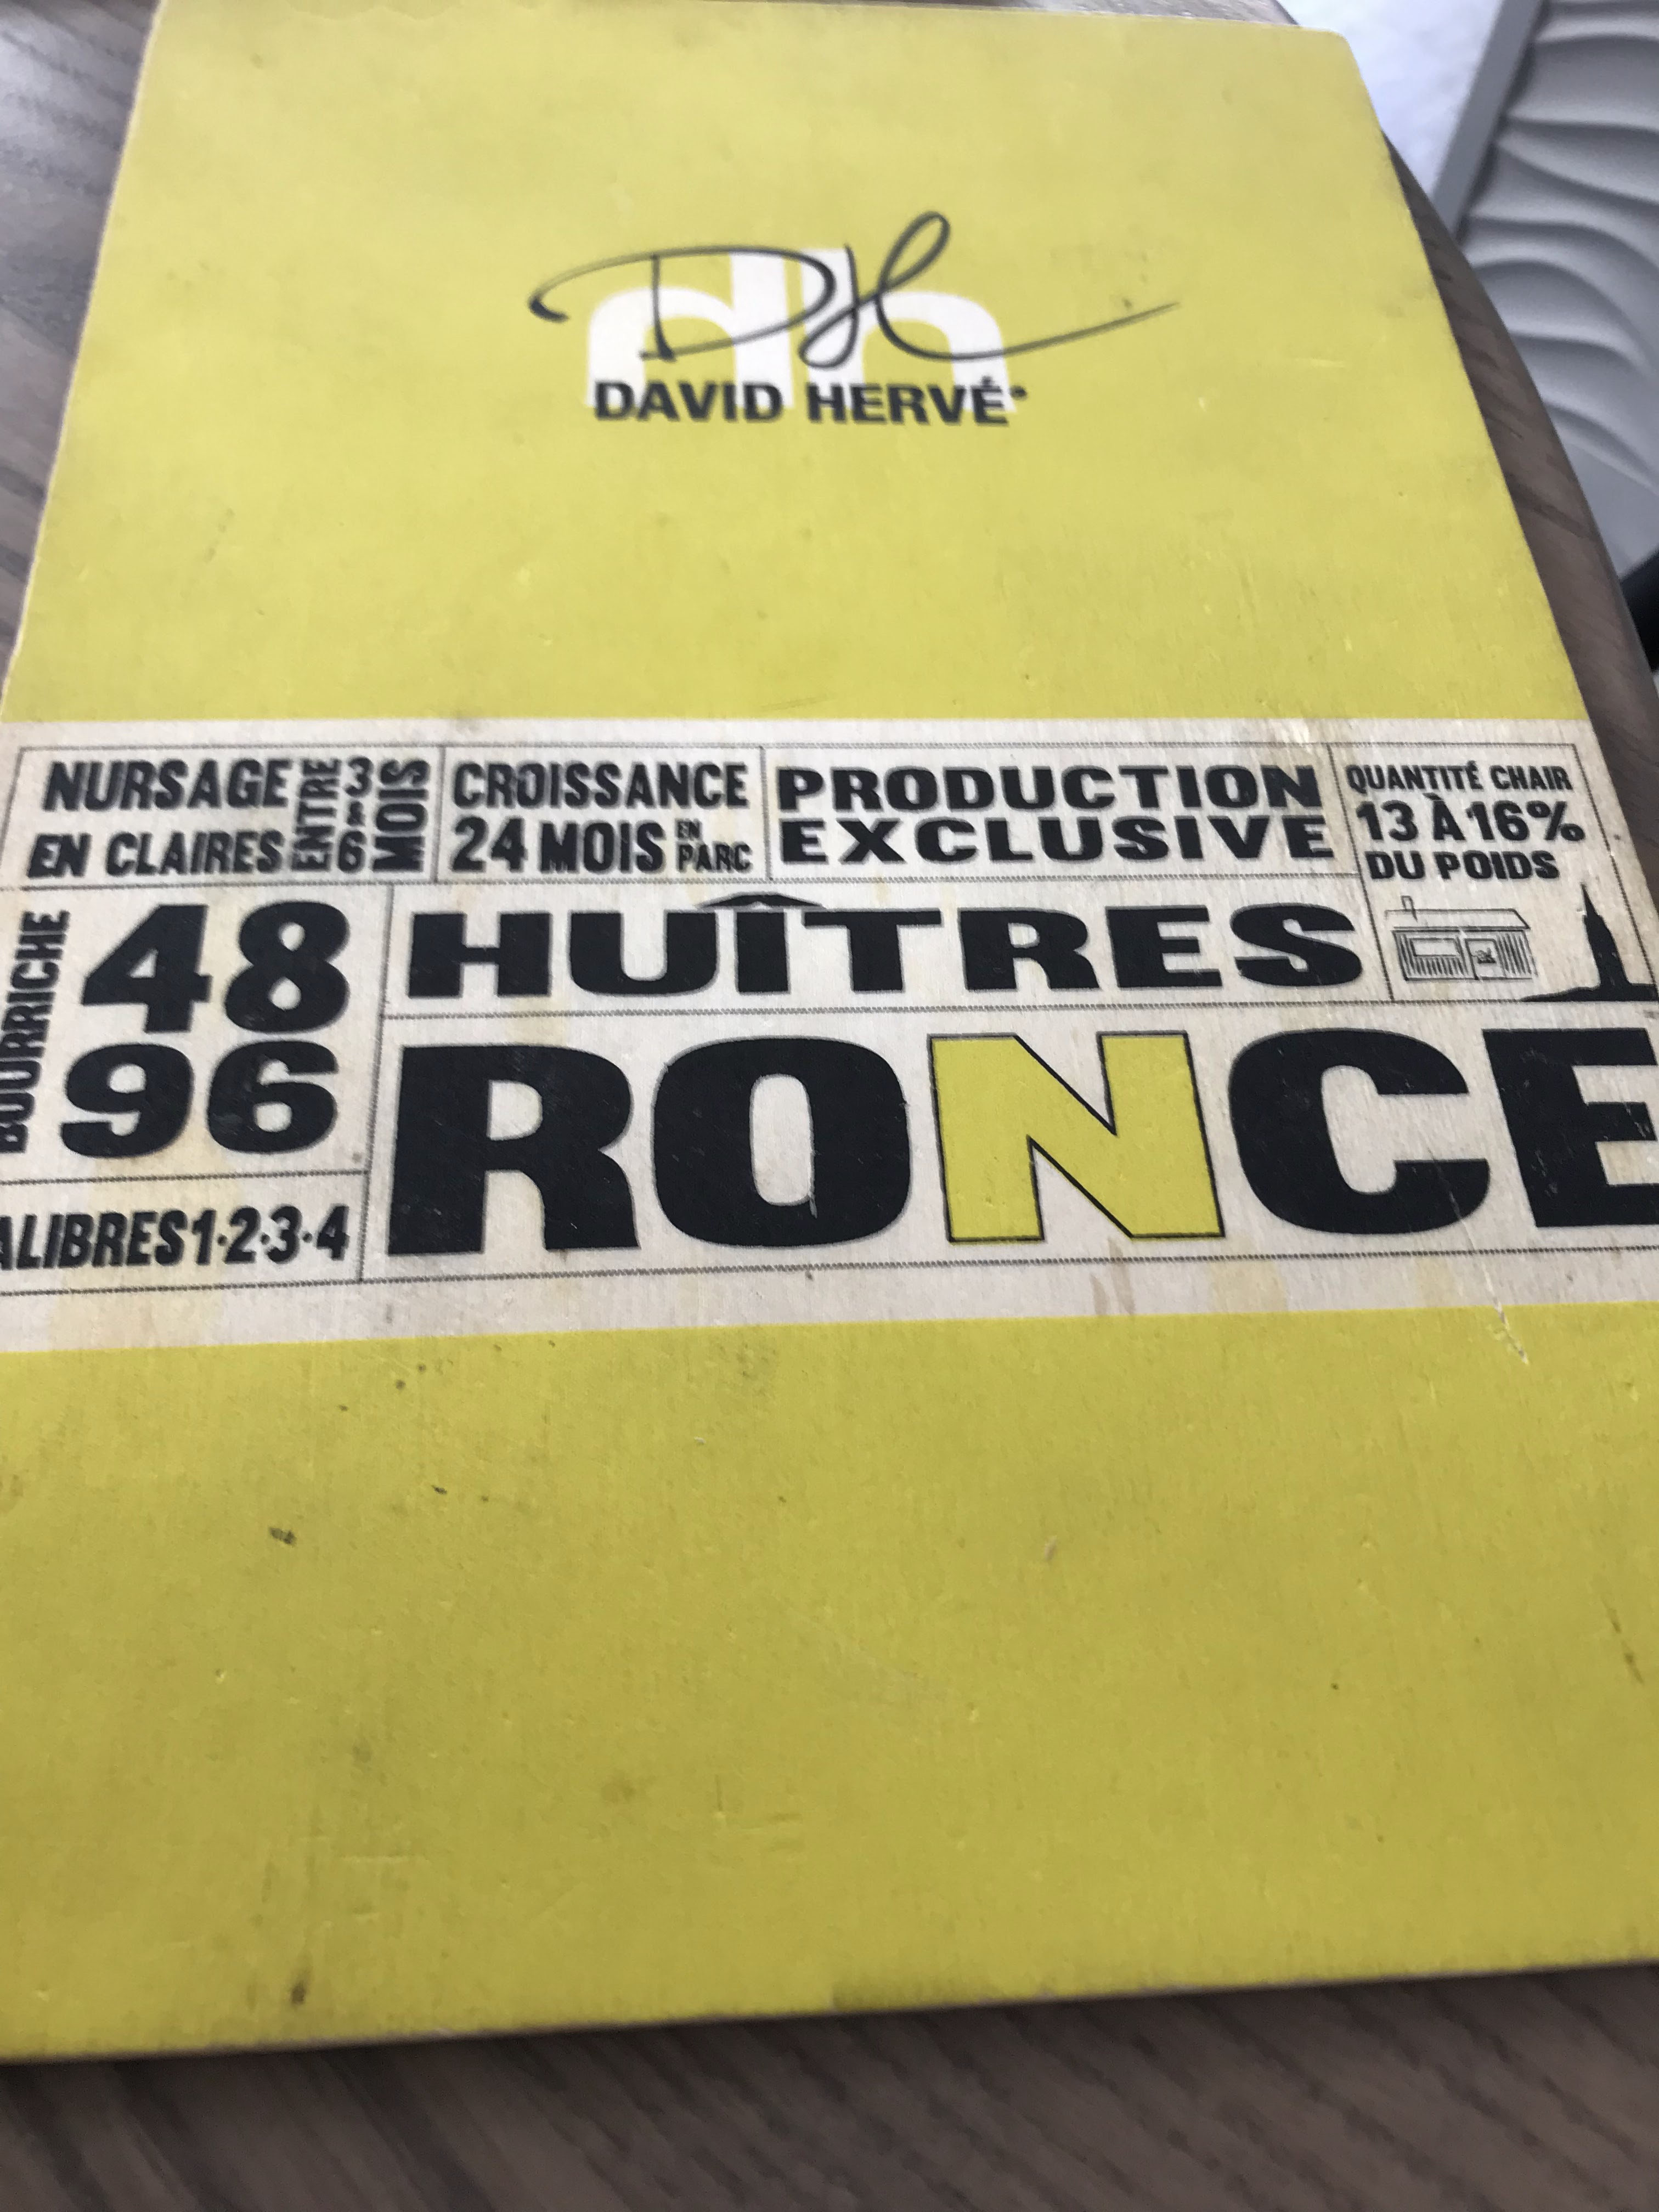 DH
dh
DAVID HERVÉ
NURSAGE
EN CLAIRES
ENTRE
3 À 6
MOIS
CROISSANCE
24 MOIS EN PARC
PRODUCTION
EXCLUSIVE
QUANTITÉ CHAIR
13 À 16%
DU POIDS
BOURRICHE
48
96
HUÎTRES
RONCE
ALIBRES 1·2·3·4